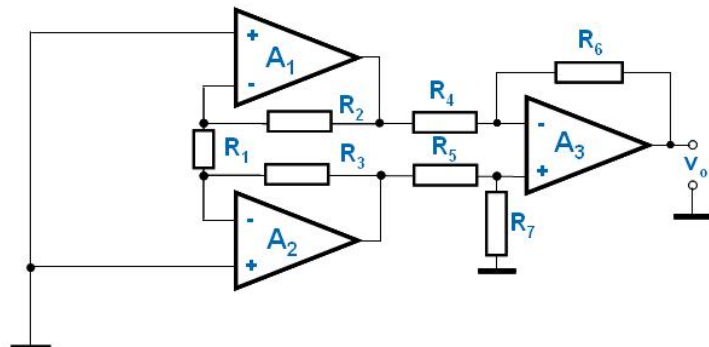 +
A1
-
R6
R2
R4
R1
R3
R5
-
A3
+
vo
-
A2
+
R7